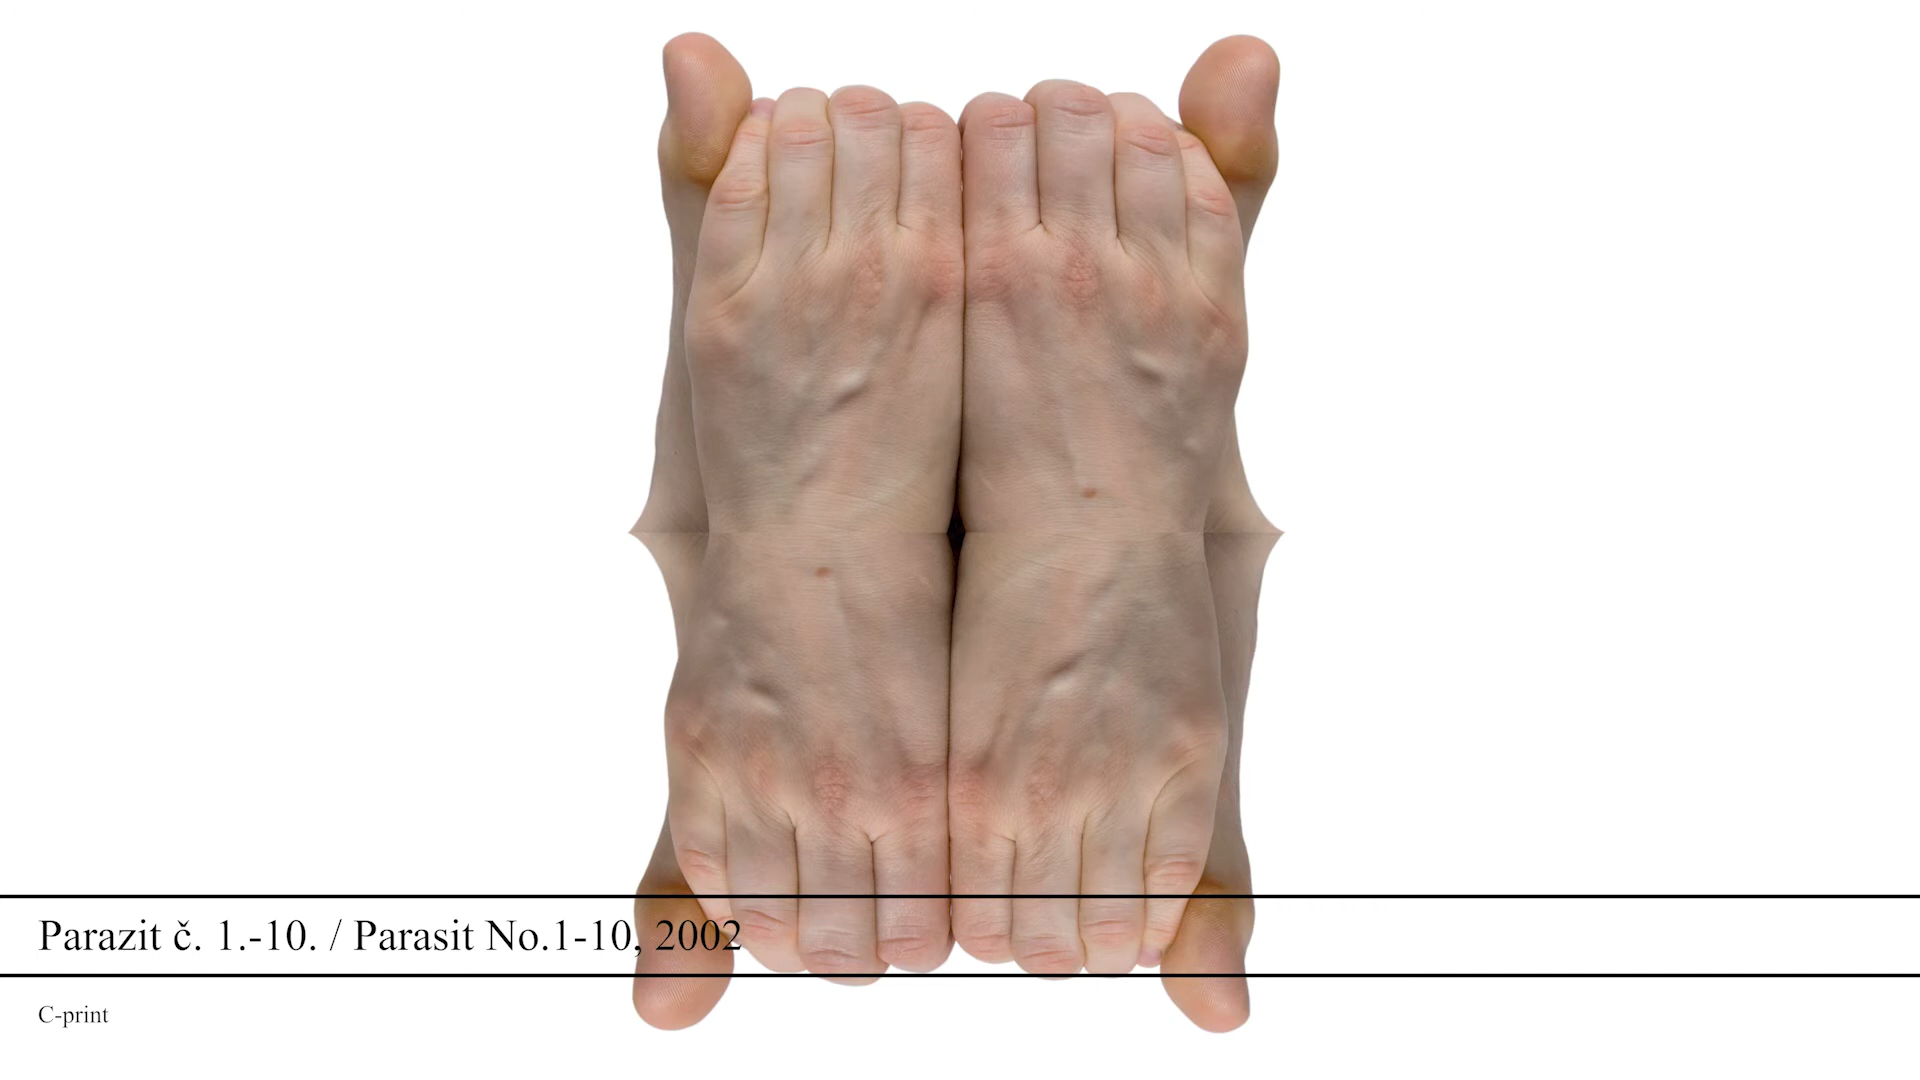 Parazit č. 1.-10. / Parasit No.1-10, 2002
C-print